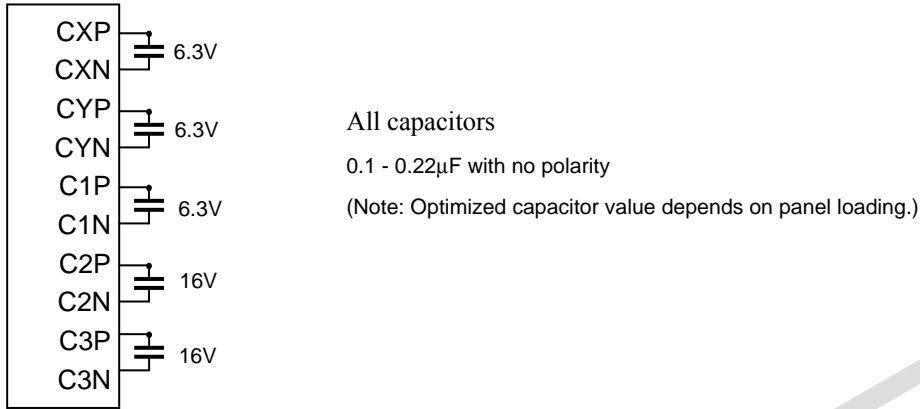 CXP
6.3V
CXN
CYP
6.3V
CYN
C1P
6.3V
C1N
C2P
16V
C2N
C3P
16V
C3N
All capacitors
0.1 - 0.22μF with no polarity
(Note: Optimized capacitor value depends on panel loading.)